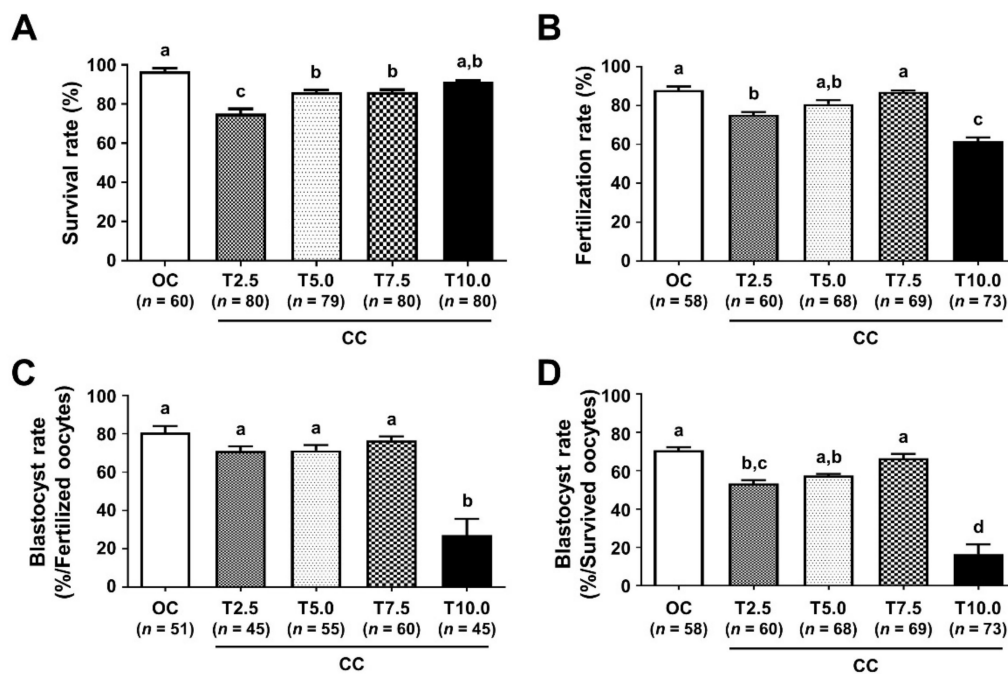 A
Survival rate (%)
a
c
b
b
a,b
100
80
60
40
20
0
OC
T2.5
T5.0
T7.5
T10.0
(n = 60)
(n = 80)
(n = 79)
(n = 80)
(n = 80)
CC
B
Fertilization rate (%)
a
b
a,b
a
c
100
80
60
40
20
0
OC
T2.5
T5.0
T7.5
T10.0
(n = 58)
(n = 60)
(n = 68)
(n = 69)
(n = 73)
CC
C
Blastocyst rate
(%/Fertilized oocytes)
a
a
a
a
b
100
80
60
40
20
0
OC
T2.5
T5.0
T7.5
T10.0
(n = 51)
(n = 45)
(n = 55)
(n = 60)
(n = 45)
CC
D
Blastocyst rate
(%/Survived oocytes)
a
b,c
a,b
a
d
100
80
60
40
20
0
OC
T2.5
T5.0
T7.5
T10.0
(n = 58)
(n = 60)
(n = 68)
(n = 69)
(n = 73)
CC